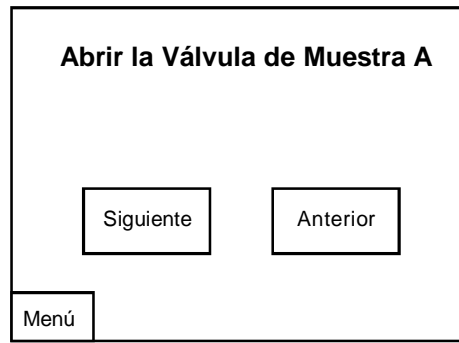 Abrir la Válvula de Muestra A
Siguiente
Anterior
Menú